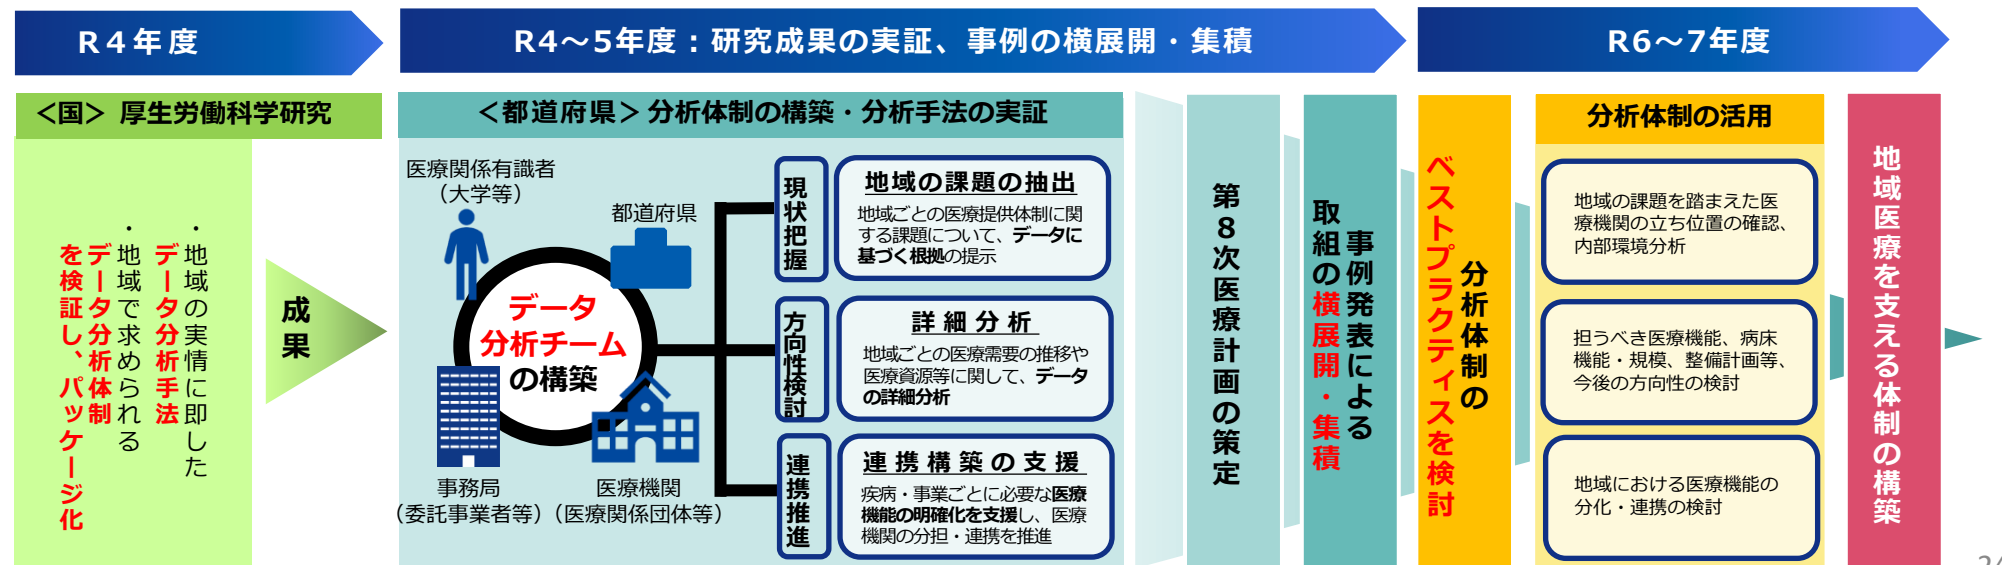 R４年度
R4～5年度：研究成果の実証、事例の横展開・集積
R6～7年度
＜国＞ 厚生労働科学研究
・地域の実情に即した
データ分析手法
・地域で求められる
データ分析体制
を検証し、パッケージ化
成果
＜都道府県＞分析体制の構築・分析手法の実証
医療関係有識者
（大学等）
都道府県
データ
分析チーム
の構築
事務局
（委託事業者等）
医療機関
（医療関係団体等）
現状把握
地域の課題の抽出
地域ごとの医療提供体制に関
する課題について、データに
基づく根拠の提示
方向性検討
詳細分析
地域ごとの医療需要の推移や
医療資源等に関して、データ
の詳細分析
連携推進
連携構築の支援
疾病・事業ごとに必要な医療
機能の明確化を支援し、医療
機関の分担・連携を推進
第８次医療計画の策定
事例発表による
取組の横展開・集積
分析体制の
ベストプラクティスを検討
分析体制の活用
地域の課題を踏まえた医
療機関の立ち位置の確認、
内部環境分析
担うべき医療機能、病床
機能・規模、整備計画等、
今後の方向性の検討
地域における医療機能の
分化・連携の検討
地域医療を支える体制の構築